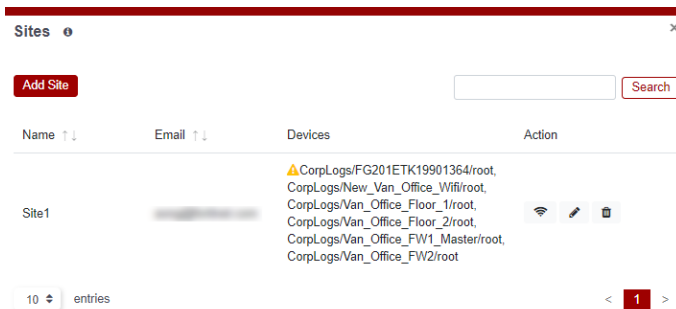 Sites
Add Site
Search
Name Email Devices Action
CorpLogs/FG201ETK19901364/root,
CorpLogs/New_Van_Office_Wifi/root,
CorpLogs/Van_Office_Floor_1/root,
Site1
CorpLogs/Van_Office_Floor_2/root,
CorpLogs/Van_Office_FW1_Master/root,
CorpLogs/Van_Office_FW2/root
10 entries < 1 >